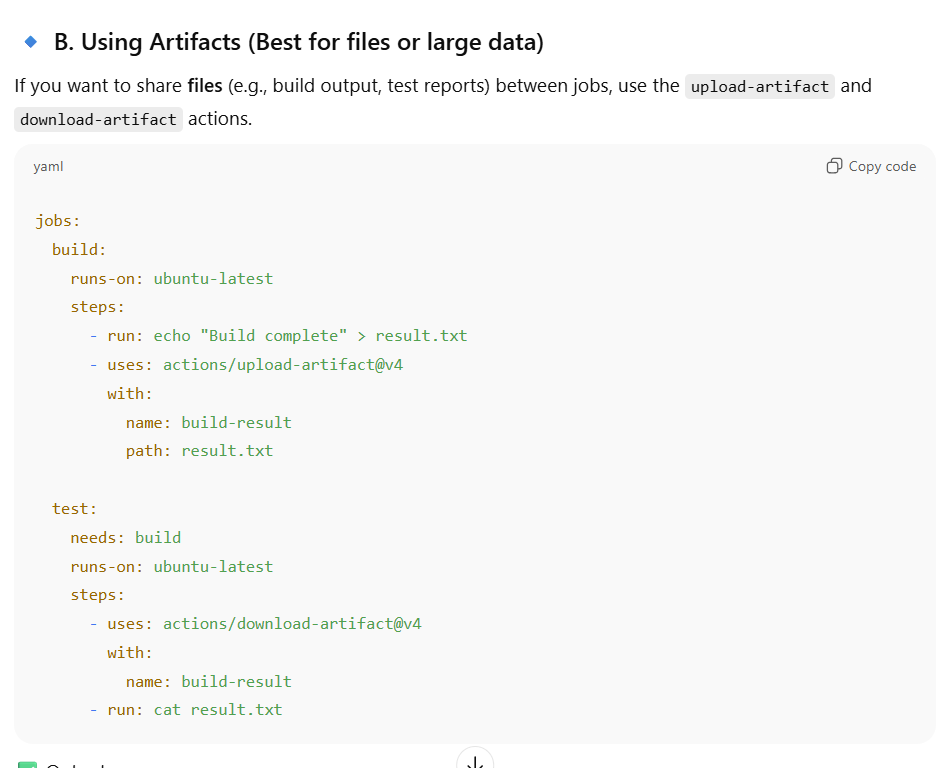 B. Using Artifacts (Best for files or large data)
If you want to share files (e.g., build output, test reports) between jobs, use the upload-artifact and
download-artifact actions.
yaml
Copy code
jobs:
  build:
    runs-on: ubuntu-latest
    steps:
      - run: echo "Build complete" > result.txt
      - uses: actions/upload-artifact@v4
        with:
          name: build-result
          path: result.txt
  test:
    needs: build
    runs-on: ubuntu-latest
    steps:
      - uses: actions/download-artifact@v4
        with:
          name: build-result
      - run: cat result.txt